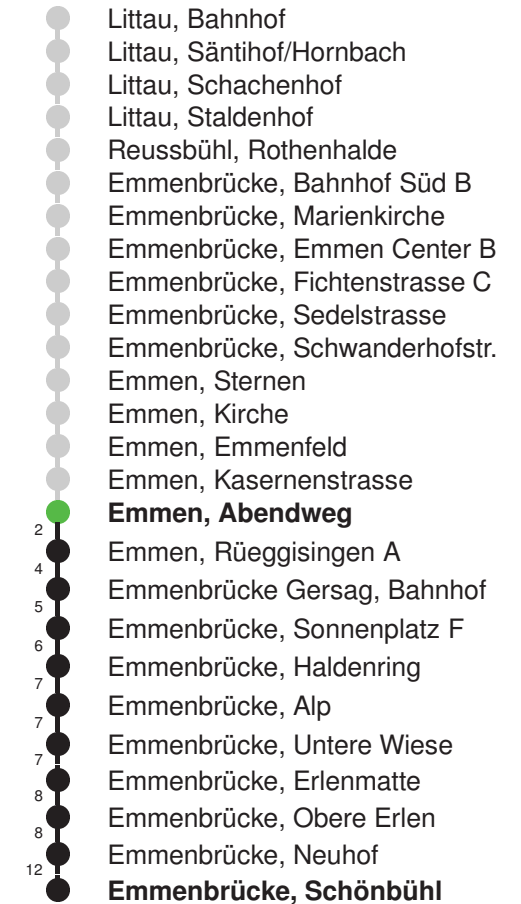 Littau, Bahnhof
Littau, Säntihof/Hornbach
Littau, Schachenhof
Littau, Staldenhof
Reussbühl, Rothenhalde
Emmenbrücke, Bahnhof Süd B
Emmenbrücke, Marienkirche
Emmenbrücke, Emmen Center B
Emmenbrücke, Fichtenstrasse C
Emmenbrücke, Sedelstrasse
Emmenbrücke, Schwanderhofstr.
Emmen, Sternen
Emmen, Kirche
Emmen, Emmenfeld
Emmen, Kasernenstrasse
Emmen, Abendweg
2
Emmen, Rüeggisingen A
4
Emmenbrücke Gersag, Bahnhof
5
Emmenbrücke, Sonnenplatz F
6
Emmenbrücke, Haldenring
7
Emmenbrücke, Alp
7
Emmenbrücke, Untere Wiese
7
Emmenbrücke, Erlenmatte
8
Emmenbrücke, Obere Erlen
8
Emmenbrücke, Neuhof
12
Emmenbrücke, Schönbühl